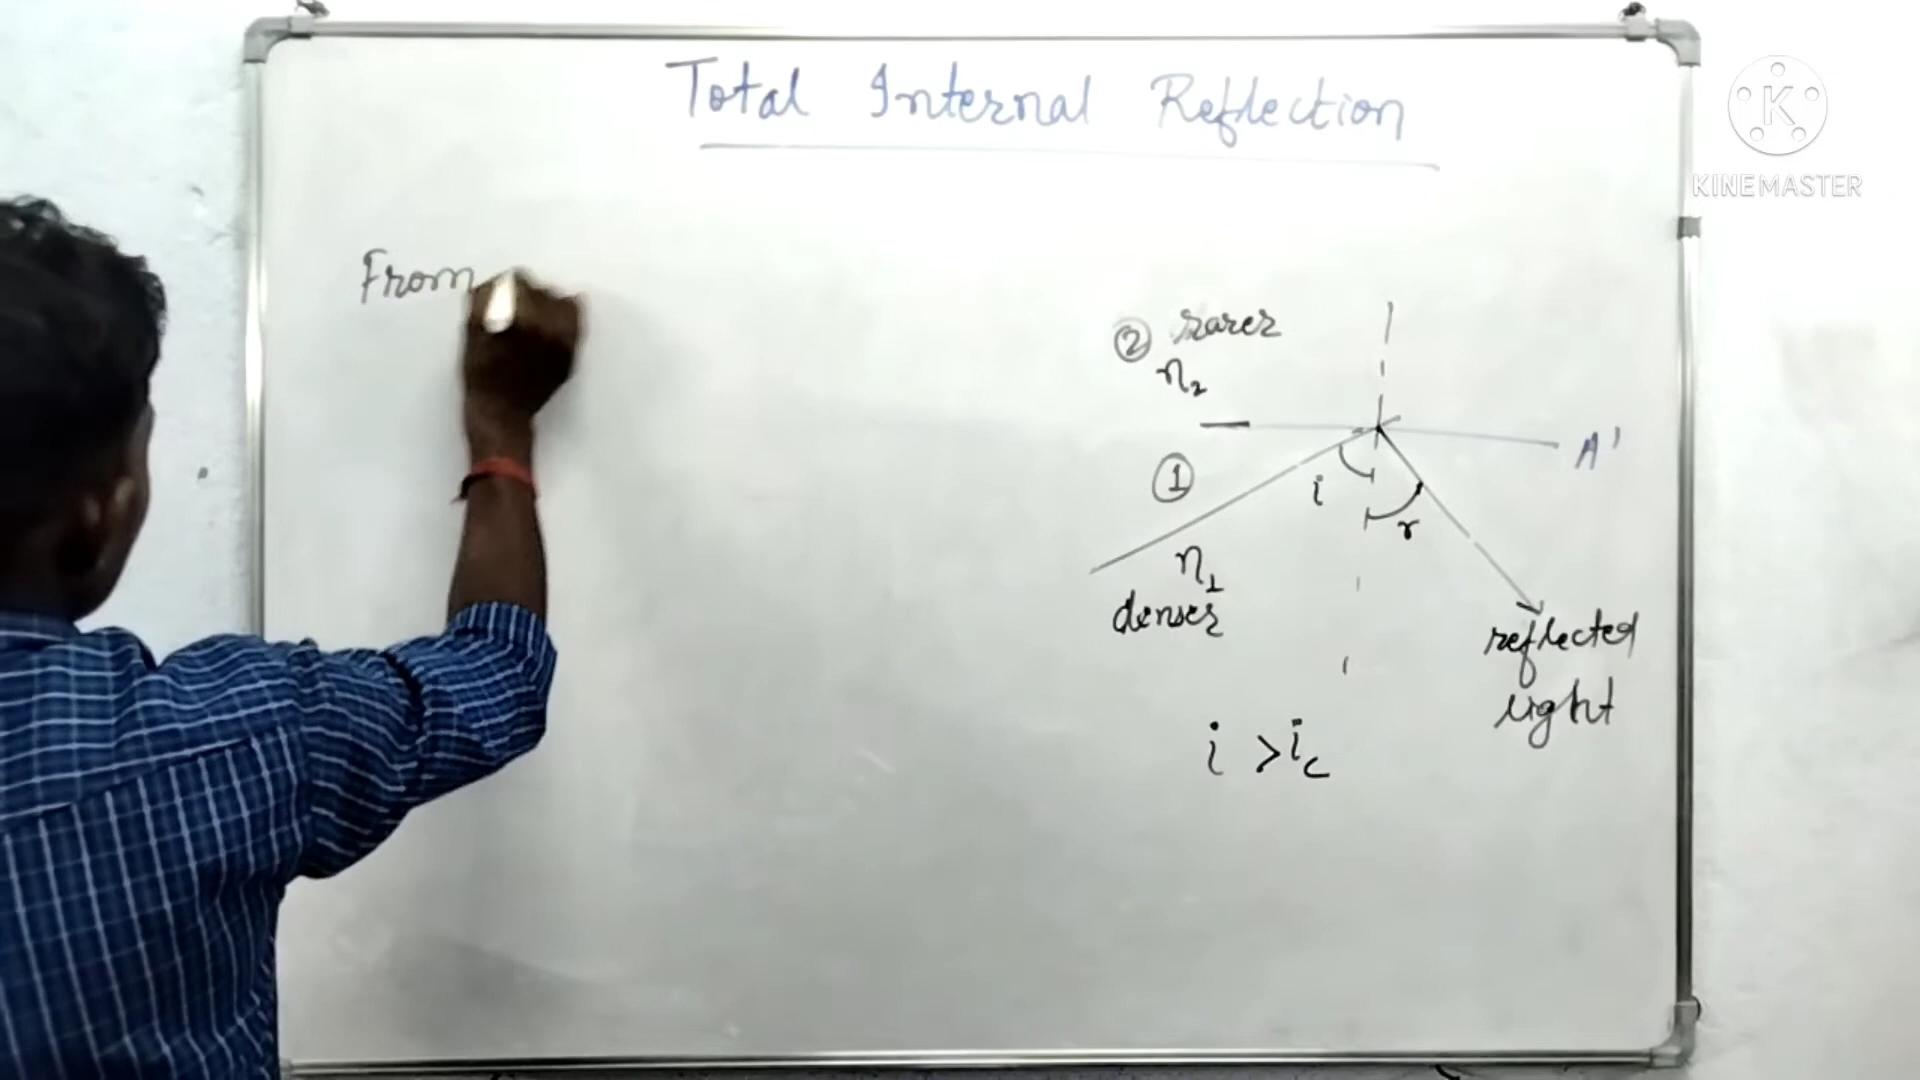 Total Internal Reflection
K
KINEMASTER
From
② rarer
n₂
A'
①
i
r
n₁
denser
reflected
light
i > i꜀